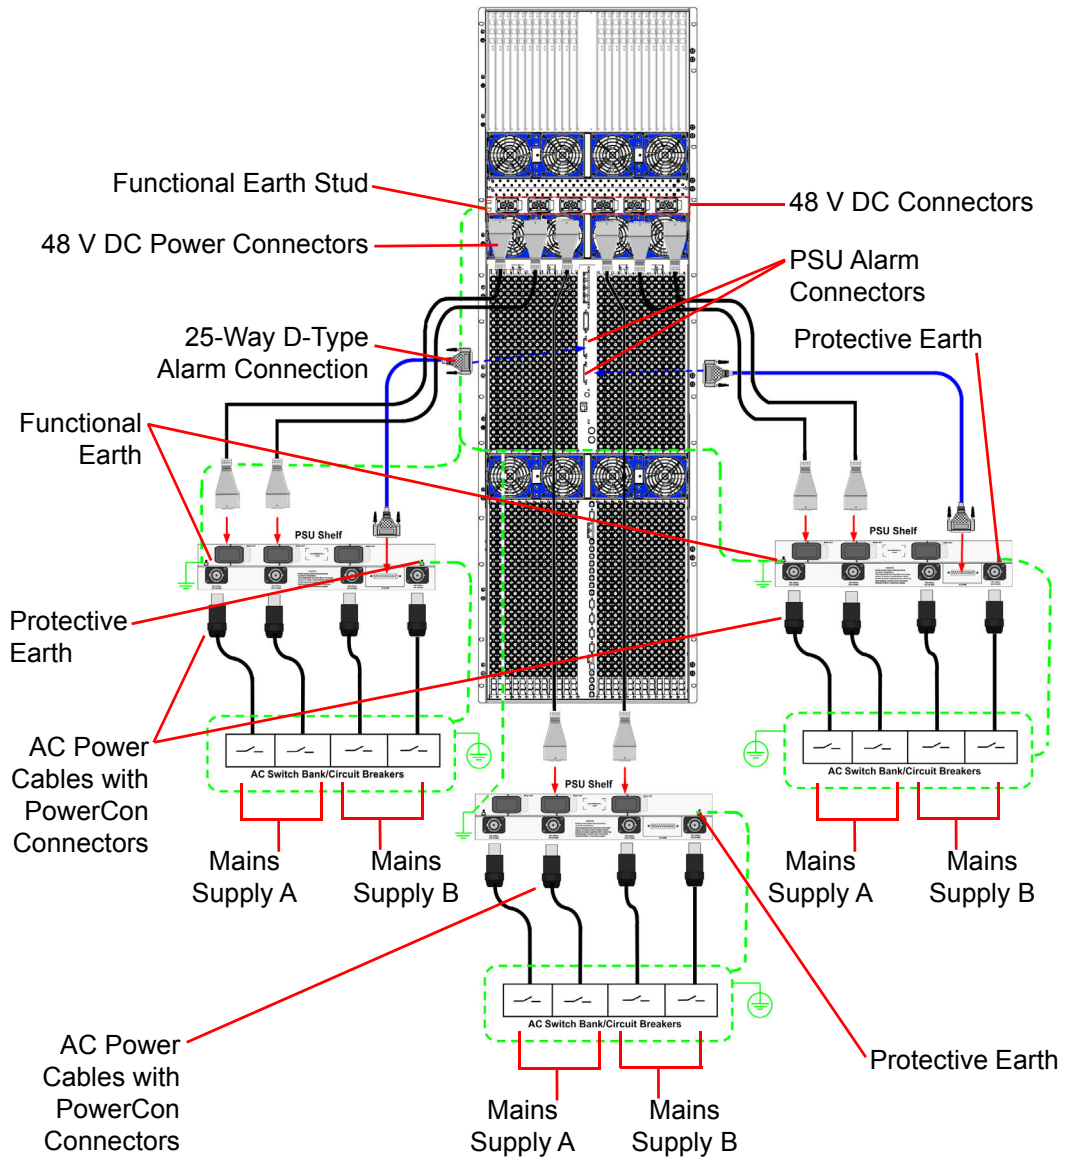 Functional Earth Stud
48 V DC Connectors
48 V DC Power Connectors
PSU Alarm
Connectors
25-Way D-Type
Alarm Connection
Protective Earth
Functional
Earth
PSU Shelf
PSU Shelf
Protective
Earth
AC Power
Cables with
PowerCon
Connectors
AC Switch Bank/Circuit Breakers
AC Switch Bank/Circuit Breakers
PSU Shelf
Mains
Supply A
Mains
Supply B
Mains
Supply A
Mains
Supply B
AC Switch Bank/Circuit Breakers
AC Power
Cables with
PowerCon
Connectors
Protective Earth
Mains
Supply A
Mains
Supply B